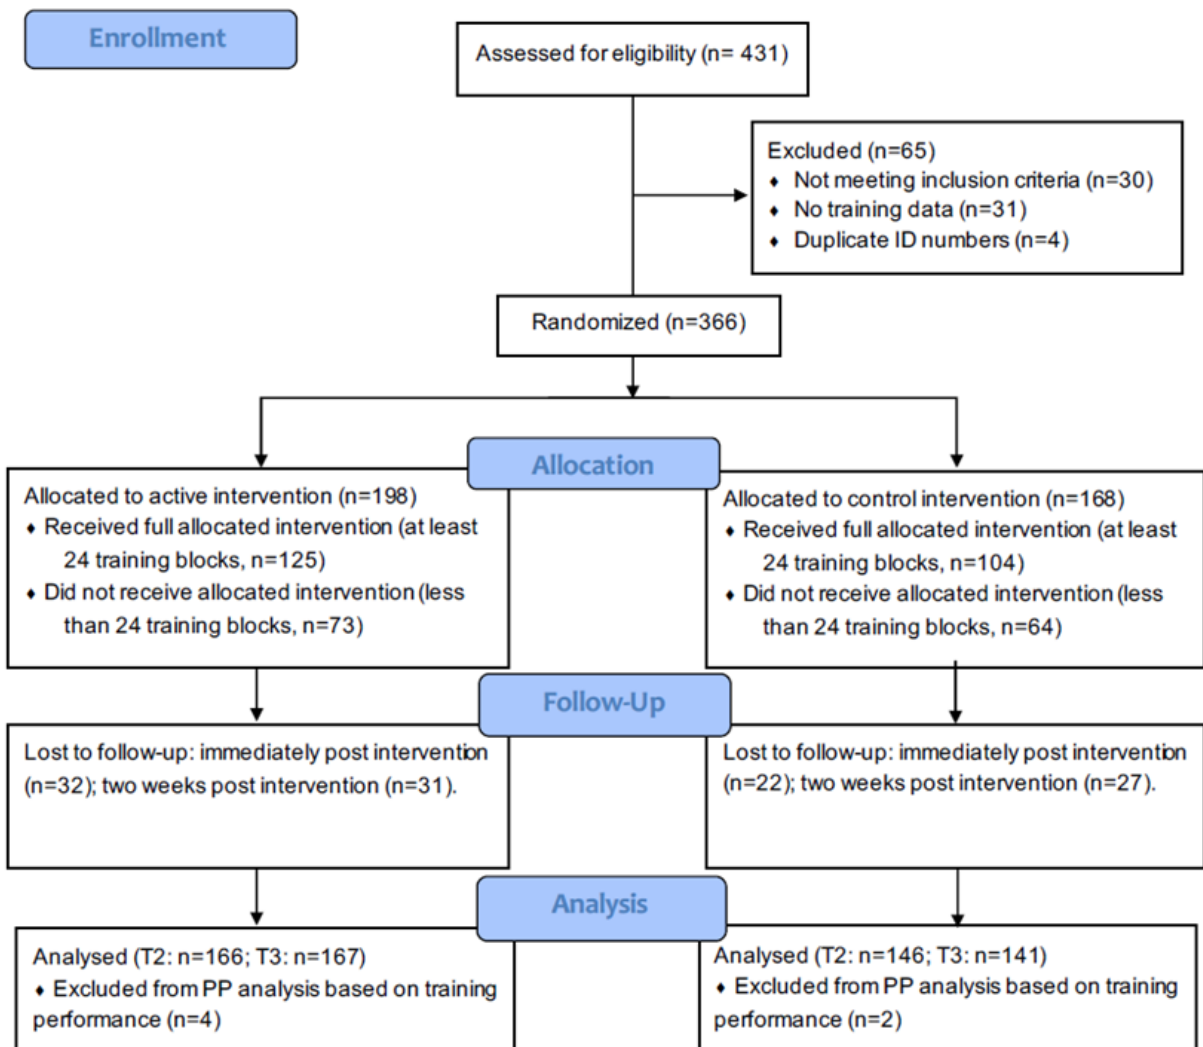 Enrollment
Assessed for eligibility (n= 431)
Excluded (n=65)
♦ Not meeting inclusion criteria (n=30)
♦ No training data (n=31)
♦ Duplicate ID numbers (n=4)
Randomized (n=366)
Allocation
Allocated to active intervention (n=198)
♦ Received full allocated intervention (at least
24 training blocks, n=125)
♦ Did not receive allocated intervention (less
than 24 training blocks, n=73)
Allocated to control intervention (n=168)
♦ Received full allocated intervention (at least
24 training blocks, n=104)
♦ Did not receive allocated intervention (less
than 24 training blocks, n=64)
Follow-Up
Lost to follow-up: immediately post intervention
(n=32); two weeks post intervention (n=31).
Lost to follow-up: immediately post intervention
(n=22); two weeks post intervention (n=27).
Analysis
Analysed (T2: n=166; T3: n=167)
♦ Excluded from PP analysis based on training
performance (n=4)
Analysed (T2: n=146; T3: n=141)
♦ Excluded from PP analysis based on training
performance (n=2)